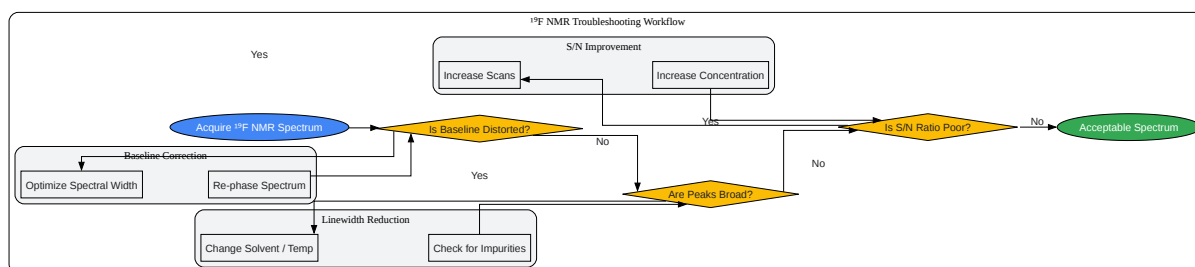 ¹⁹F NMR Troubleshooting Workflow
Yes
S/N Improvement
Increase Scans
Increase Concentration
Acquire ¹⁹F NMR Spectrum
Is Baseline Distorted?
Yes
Is S/N Ratio Poor?
No
Acceptable Spectrum
No
Baseline Correction
Optimize Spectral Width
Re-phase Spectrum
Yes
No
Are Peaks Broad?
Linewidth Reduction
Change Solvent / Temp
Check for Impurities